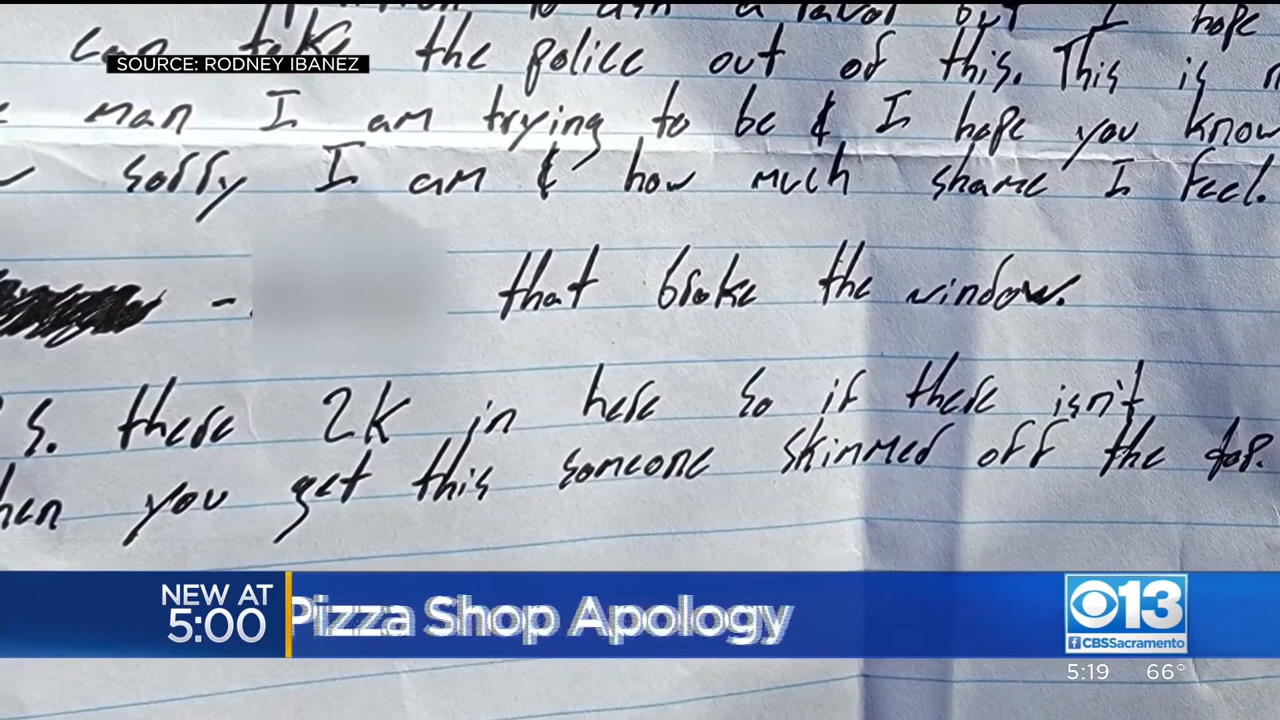 SOURCE: RODNEY IBANEZ
a favor but I hope
can take the police out of this. This is
man I am trying to be & I hope you know
sorry I am & how much shame I feel.
- that broke the window.
S. there 2K in here so if there isn't
you get this someone skimmed off the top.
NEW AT
5:00
Pizza Shop Apology
13
f CBSSacramento
5:19 66°